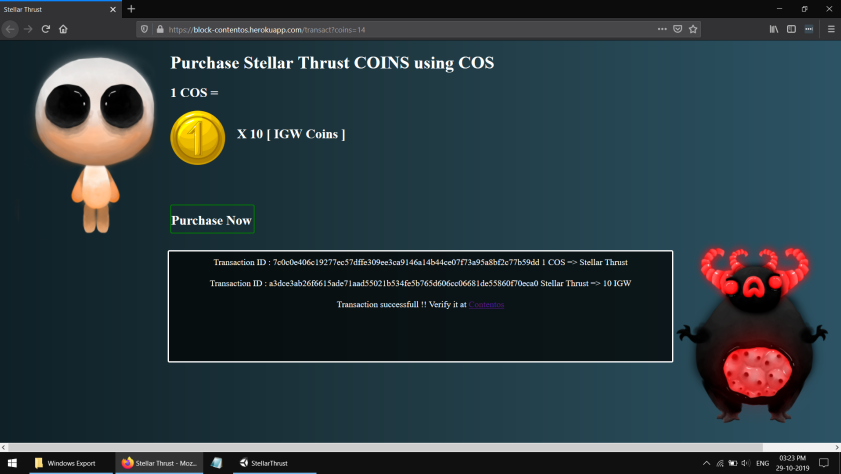 Stellar Thrust
https://block-contentos.herokuapp.com/transact?coins=14
Purchase Stellar Thrust COINS using COS
1 COS =
1
X 10 [ IGW Coins ]
Purchase Now
Transaction ID : 7c0c0e406c19277ec57dffe309ee3ca9146a14b44ce07f73a95a8bf2c77b59dd 1 COS => Stellar Thrust
Transaction ID : a3dce3ab26ff6615ade71aad55021b534fe5b765d606cc06681de55860f70eca0 Stellar Thrust => 10 IGW
Transaction successfull !! Verify it at Contentos
Windows Export
Stellar Thrust - Moz...
StellarThrust
ENG
03:23 PM
29-10-2019